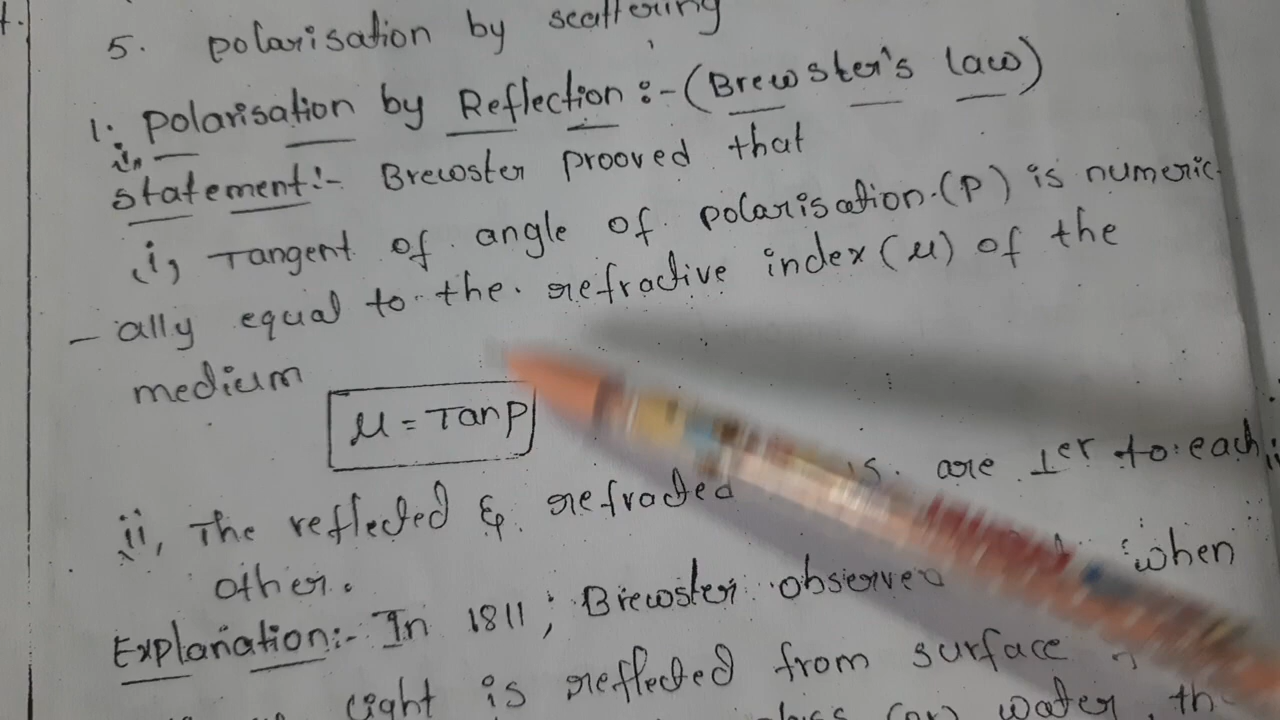 5. polarisation by scattering
1. Polarisation by Reflection :- (Brewster's law)
Statement:- Brewster prooved that
i, Tangent of angle of polarisation (P) is numeric
- ally equal to the refractive index (μ) of the
medium
μ = Tan P
ii, The reflected & refracted are ⊥er to each
other.
Explanation:- In 1811; Brewster observed when
light is reflected from surface
(or) water, th